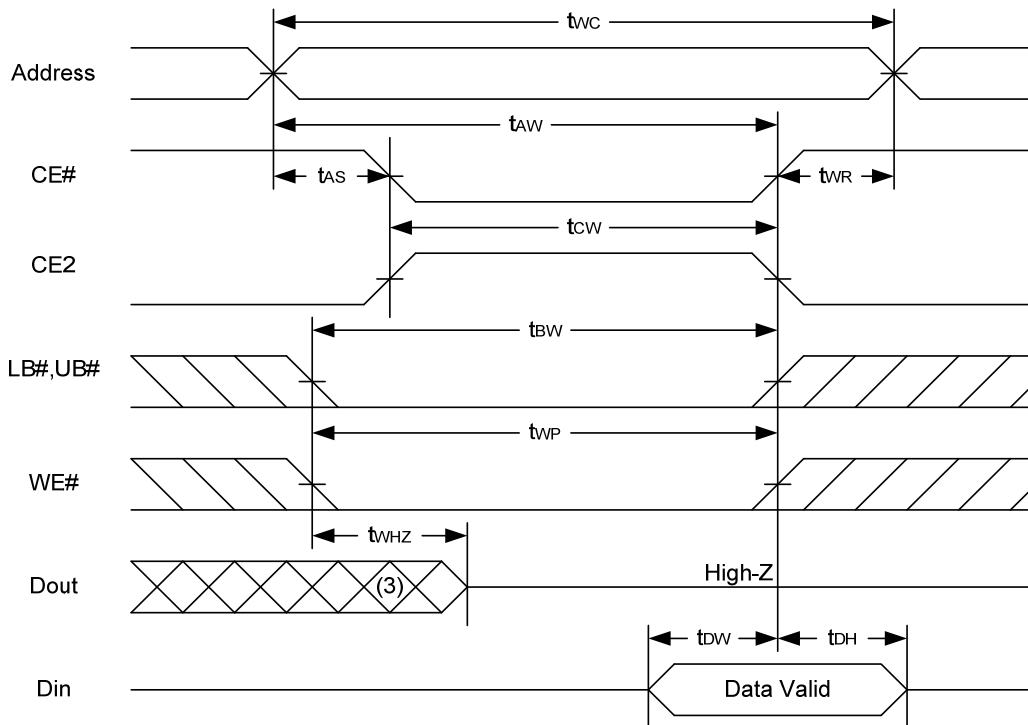 tWC
Address
tAW
CE#
tAS
tWR
tCW
CE2
tBW
LB#,UB#
tWP
WE#
tWHZ
Dout
(3)
High-Z
tDW
tDH
Din
Data Valid